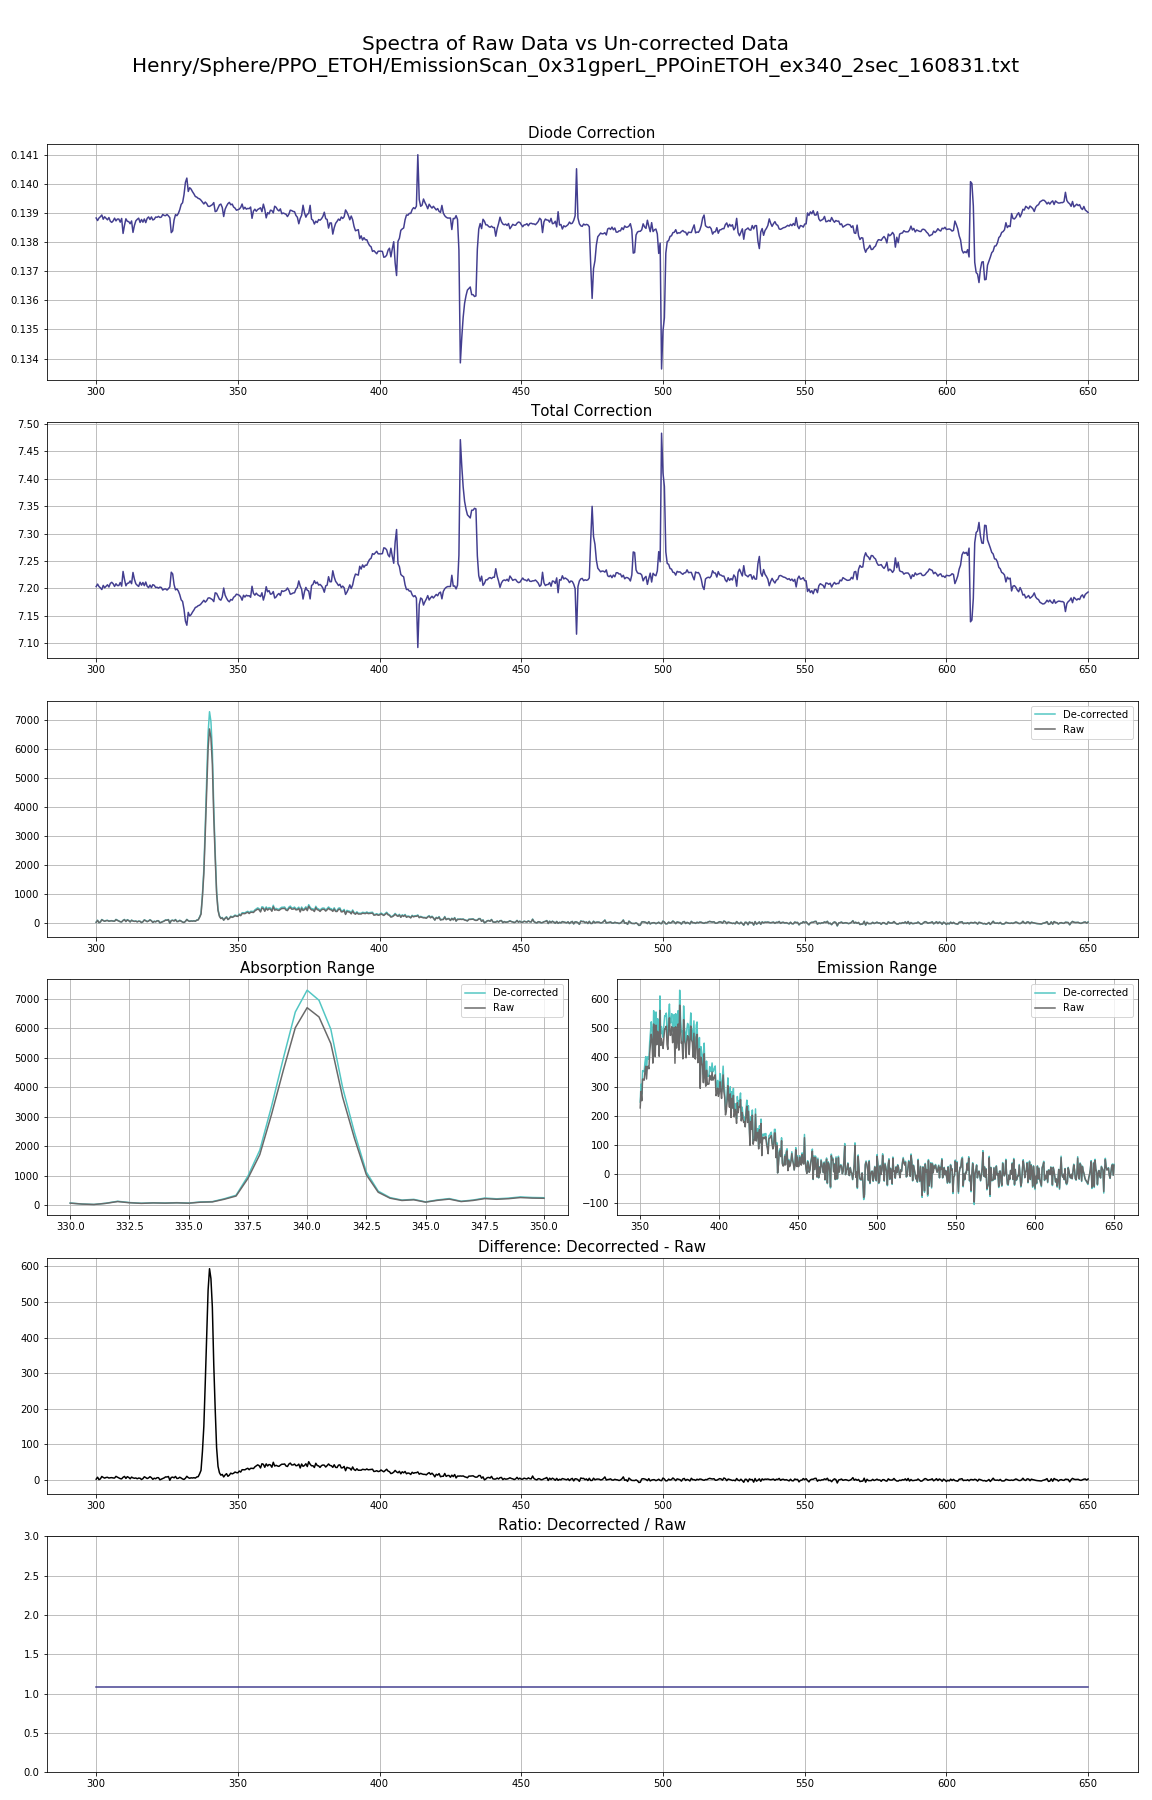 Spectra of Raw Data vs Un-corrected Data
Henry/Sphere/PPO_ETOH/EmissionScan_0x31gperL_PPOinETOH_ex340_2sec_160831.txt
Diode Correction
0.141
0.140
0.139
0.138
0.137
0.136
0.135
0.134
300 350 400 450 500 550 600 650
Total Correction
7.50
7.45
7.40
7.35
7.30
7.25
7.20
7.15
7.10
300 350 400 450 500 550 600 650
De-corrected
Raw
7000
6000
5000
4000
3000
2000
1000
0
300 350 400 450 500 550 600 650
Absorption Range
De-corrected
Raw
7000
6000
5000
4000
3000
2000
1000
0
330.0 332.5 335.0 337.5 340.0 342.5 345.0 347.5 350.0
Emission Range
De-corrected
Raw
600
500
400
300
200
100
0
−100
350 400 450 500 550 600 650
Difference: Decorrected - Raw
600
500
400
300
200
100
0
300 350 400 450 500 550 600 650
Ratio: Decorrected / Raw
3.0
2.5
2.0
1.5
1.0
0.5
0.0
300 350 400 450 500 550 600 650